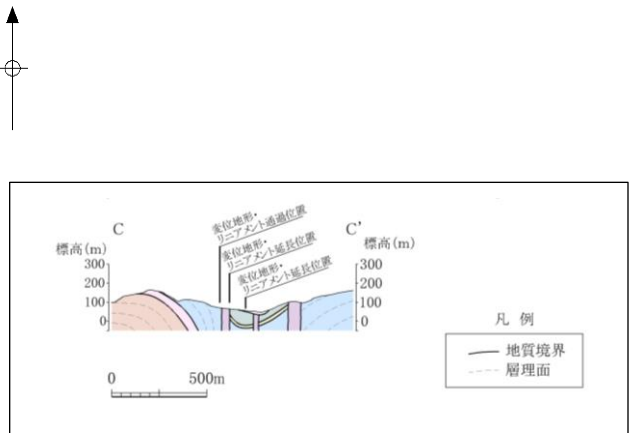 変位地形・
リニアメント通過位置
変位地形・
リニアメント延長位置
変位地形・
リニアメント延長位置
C
C'
標高(m)
300
200
100
0
標高(m)
300
200
100
0
0 500m
凡 例
地質境界
層理面